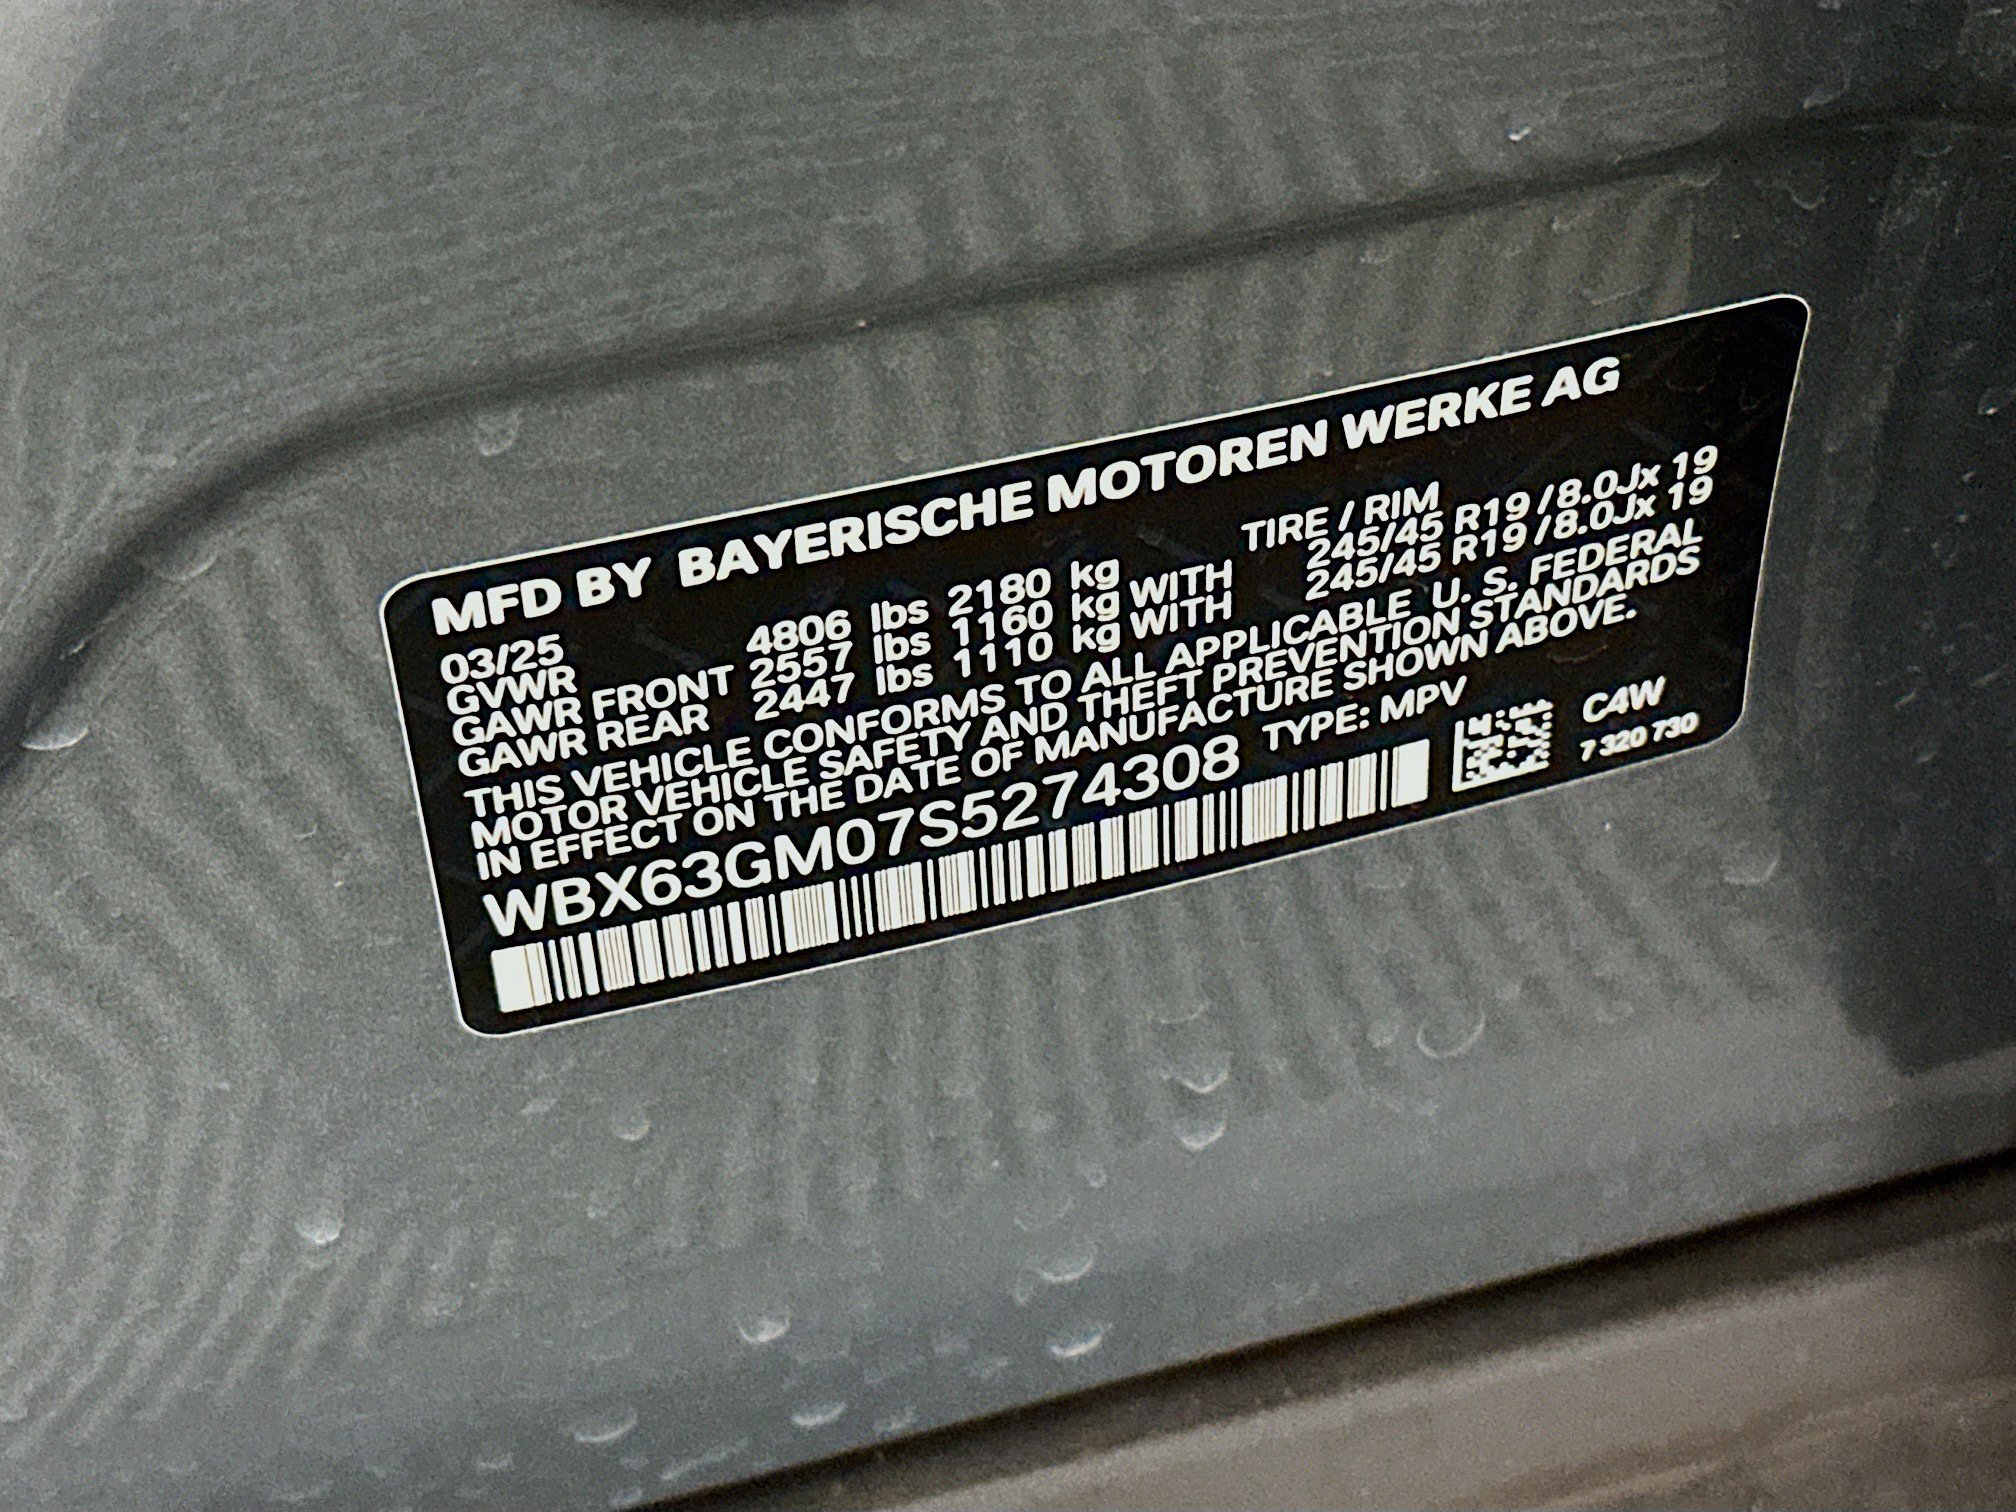 MFD BY BAYERISCHE MOTOREN WERKE AG
03/25 TIRE / RIM
GVWR 4806 lbs 2180 kg
GAWR FRONT 2557 lbs 1160 kg WITH 245/45 R19 /8.0Jx 19
GAWR REAR 2447 lbs 1110 kg WITH 245/45 R19 /8.0Jx 19
THIS VEHICLE CONFORMS TO ALL APPLICABLE U. S. FEDERAL
MOTOR VEHICLE SAFETY AND THEFT PREVENTION STANDARDS
IN EFFECT ON THE DATE OF MANUFACTURE SHOWN ABOVE.
WBX63GM07S5274308 TYPE: MPV C4W
7 320 730